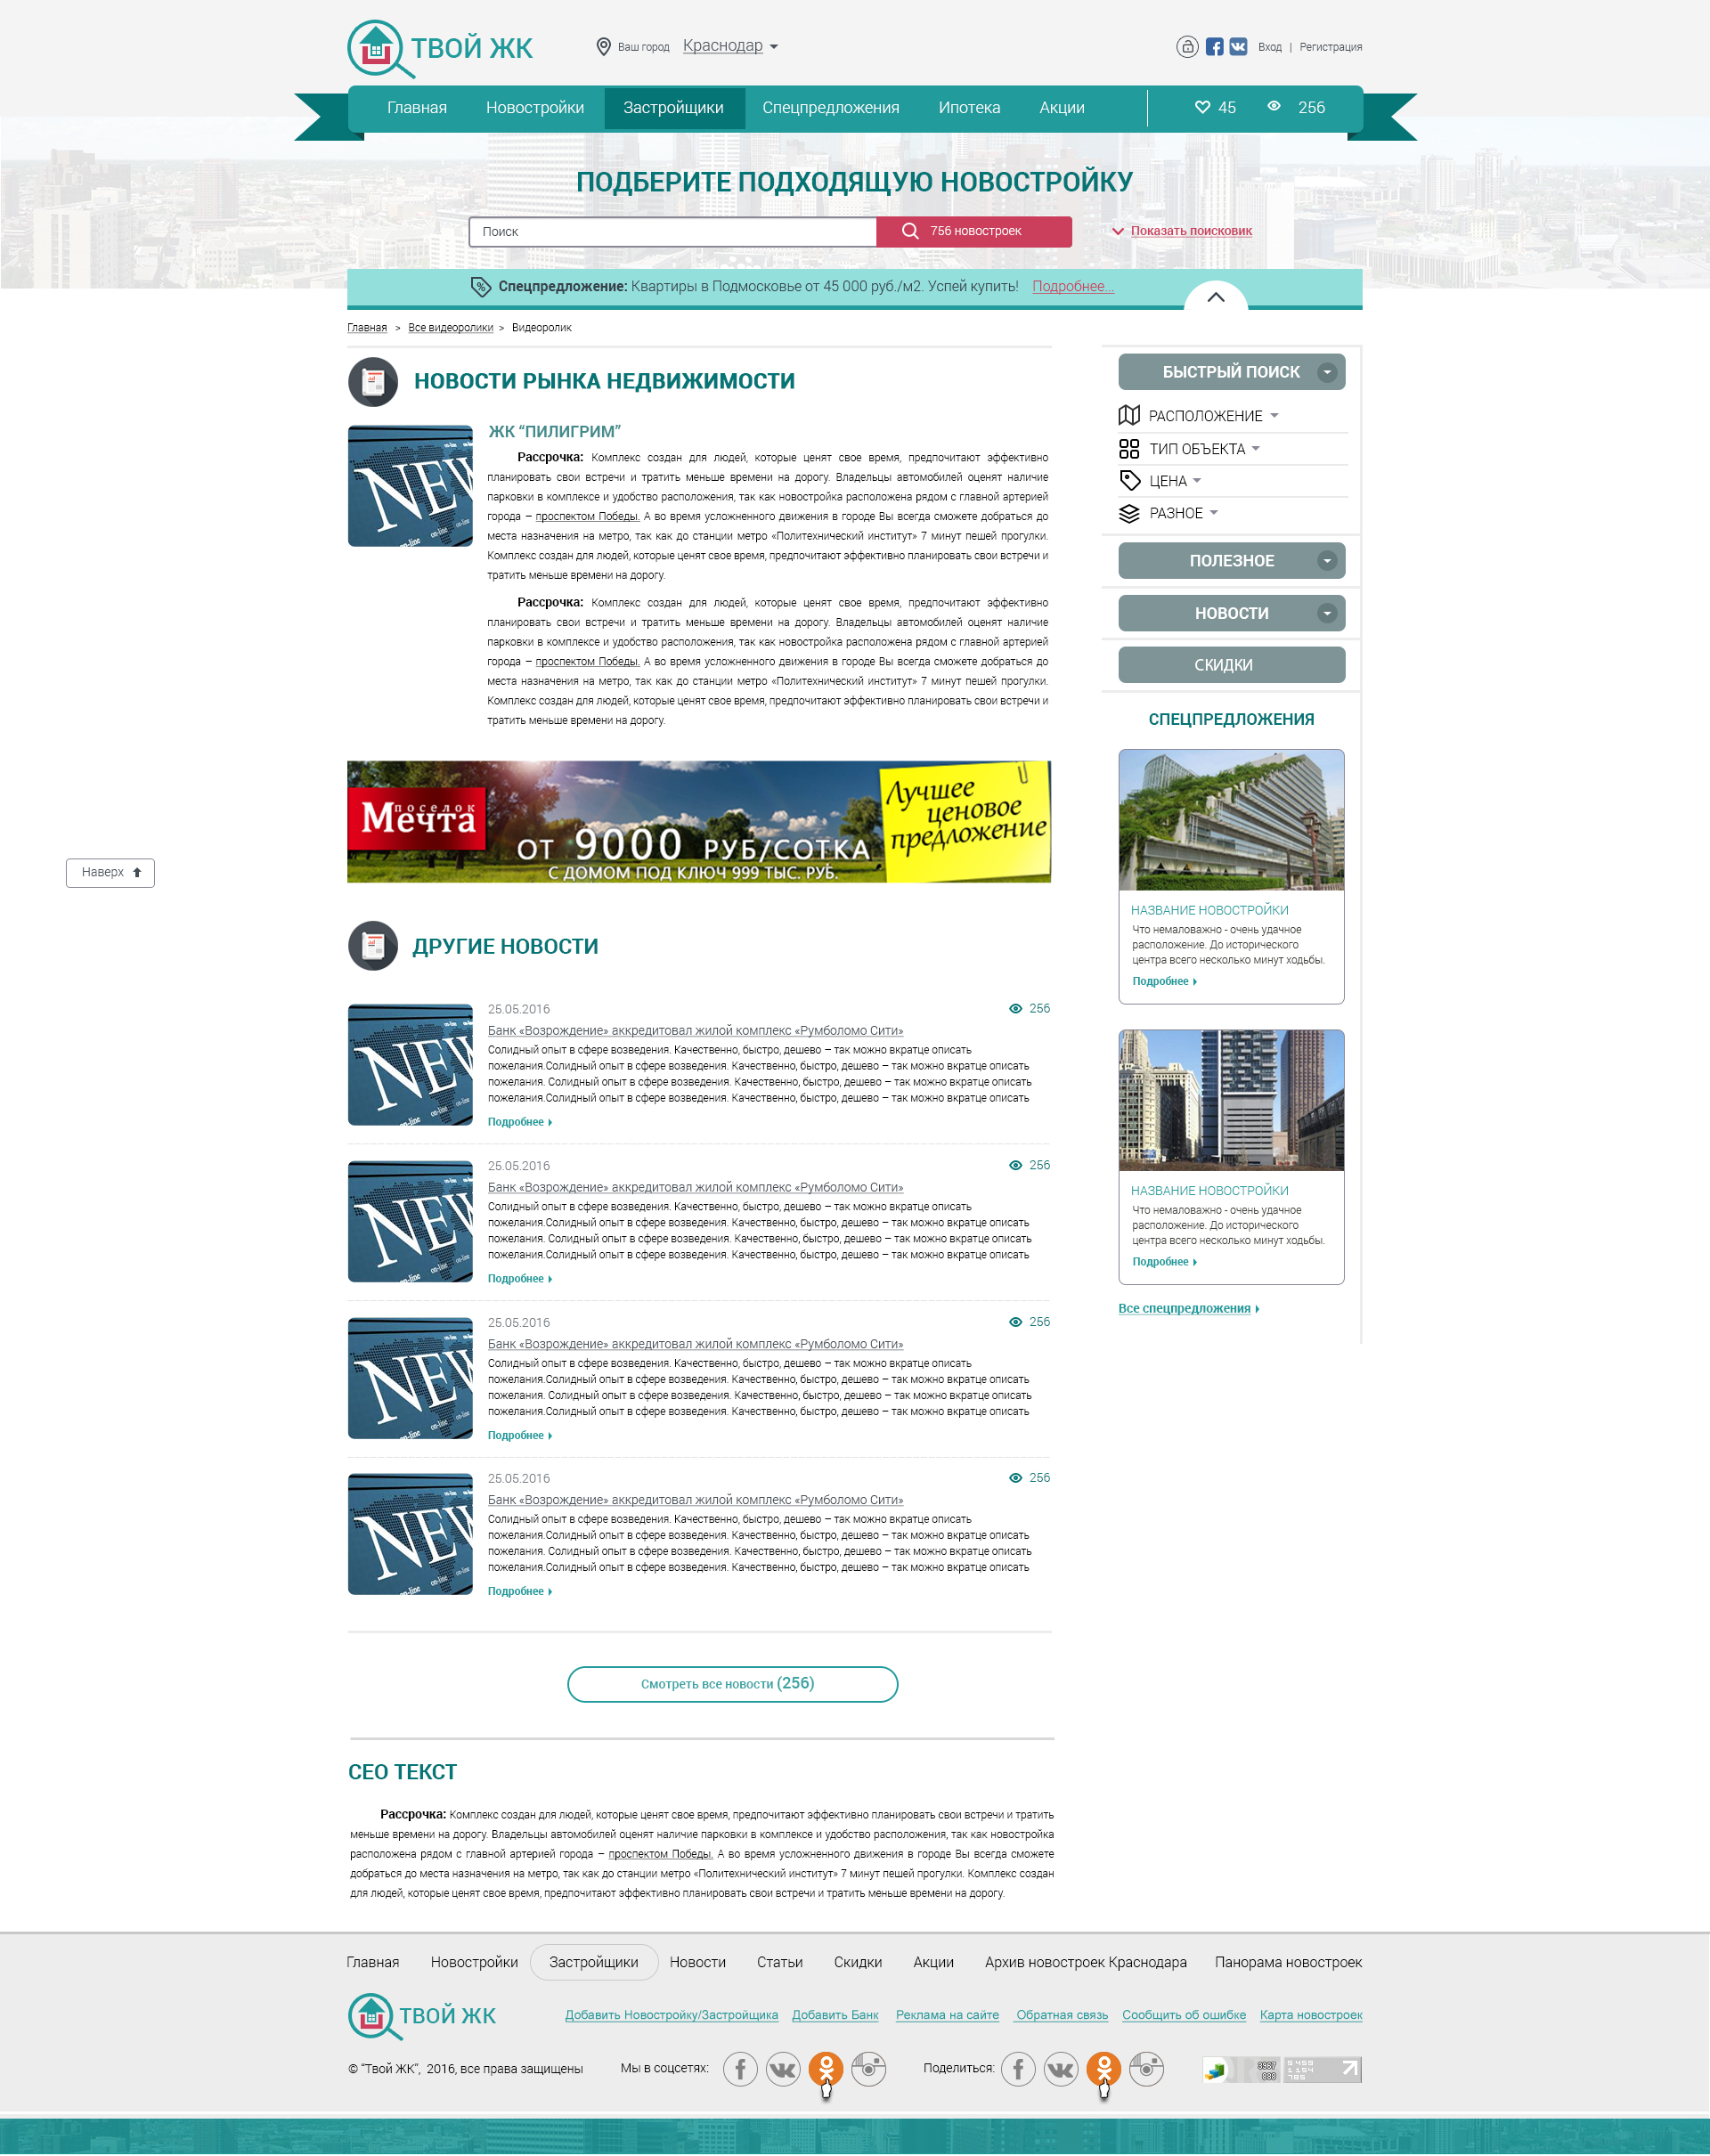 ТВОЙ ЖК
Ваш город Краснодар
Вход | Регистрация
Главная Новостройки Застройщики Спецпредложения Ипотека Акции 45 256
ПОДБЕРИТЕ ПОДХОДЯЩУЮ НОВОСТРОЙКУ
Поиск 756 новостроек Показать поисковик
Спецпредложение: Квартиры в Подмосковье от 45 000 руб./м2. Успей купить! Подробнее...
Главная > Все видеоролики > Видеоролик
НОВОСТИ РЫНКА НЕДВИЖИМОСТИ
ЖК “ПИЛИГРИМ”
NEW
on-line
Рассрочка: Комплекс создан для людей, которые ценят свое время, предпочитают эффективно
планировать свои встречи и тратить меньше времени на дорогу. Владельцы автомобилей оценят наличие
парковки в комплексе и удобство расположения, так как новостройка расположена рядом с главной артерией
города – проспектом Победы. А во время усложненного движения в городе Вы всегда сможете добраться до
места назначения на метро, так как до станции метро «Политехнический институт» 7 минут пешей прогулки.
Комплекс создан для людей, которые ценят свое время, предпочитают эффективно планировать свои встречи и
тратить меньше времени на дорогу.
Рассрочка: Комплекс создан для людей, которые ценят свое время, предпочитают эффективно
планировать свои встречи и тратить меньше времени на дорогу. Владельцы автомобилей оценят наличие
парковки в комплексе и удобство расположения, так как новостройка расположена рядом с главной артерией
города – проспектом Победы. А во время усложненного движения в городе Вы всегда сможете добраться до
места назначения на метро, так как до станции метро «Политехнический институт» 7 минут пешей прогулки.
Комплекс создан для людей, которые ценят свое время, предпочитают эффективно планировать свои встречи и
тратить меньше времени на дорогу.
поселок
Мечта
ОТ 9000 РУБ/СОТКА
С ДОМОМ ПОД КЛЮЧ 999 ТЫС. РУБ.
Лучшее
ценовое
предложение
Наверх
ДРУГИЕ НОВОСТИ
NEW
on-line
25.05.2016 256
Банк «Возрождение» аккредитовал жилой комплекс «Румболомо Сити»
Солидный опыт в сфере возведения. Качественно, быстро, дешево – так можно вкратце описать
пожелания.Солидный опыт в сфере возведения. Качественно, быстро, дешево – так можно вкратце описать
пожелания. Солидный опыт в сфере возведения. Качественно, быстро, дешево – так можно вкратце описать
пожелания.Солидный опыт в сфере возведения. Качественно, быстро, дешево – так можно вкратце описать
Подробнее
NEW
on-line
25.05.2016 256
Банк «Возрождение» аккредитовал жилой комплекс «Румболомо Сити»
Солидный опыт в сфере возведения. Качественно, быстро, дешево – так можно вкратце описать
пожелания.Солидный опыт в сфере возведения. Качественно, быстро, дешево – так можно вкратце описать
пожелания. Солидный опыт в сфере возведения. Качественно, быстро, дешево – так можно вкратце описать
пожелания.Солидный опыт в сфере возведения. Качественно, быстро, дешево – так можно вкратце описать
Подробнее
NEW
on-line
25.05.2016 256
Банк «Возрождение» аккредитовал жилой комплекс «Румболомо Сити»
Солидный опыт в сфере возведения. Качественно, быстро, дешево – так можно вкратце описать
пожелания.Солидный опыт в сфере возведения. Качественно, быстро, дешево – так можно вкратце описать
пожелания. Солидный опыт в сфере возведения. Качественно, быстро, дешево – так можно вкратце описать
пожелания.Солидный опыт в сфере возведения. Качественно, быстро, дешево – так можно вкратце описать
Подробнее
NEW
on-line
25.05.2016 256
Банк «Возрождение» аккредитовал жилой комплекс «Румболомо Сити»
Солидный опыт в сфере возведения. Качественно, быстро, дешево – так можно вкратце описать
пожелания.Солидный опыт в сфере возведения. Качественно, быстро, дешево – так можно вкратце описать
пожелания. Солидный опыт в сфере возведения. Качественно, быстро, дешево – так можно вкратце описать
пожелания.Солидный опыт в сфере возведения. Качественно, быстро, дешево – так можно вкратце описать
Подробнее
Смотреть все новости (256)
СЕО ТЕКСТ
Рассрочка: Комплекс создан для людей, которые ценят свое время, предпочитают эффективно планировать свои встречи и тратить
меньше времени на дорогу. Владельцы автомобилей оценят наличие парковки в комплексе и удобство расположения, так как новостройка
расположена рядом с главной артерией города – проспектом Победы. А во время усложненного движения в городе Вы всегда сможете
добраться до места назначения на метро, так как до станции метро «Политехнический институт» 7 минут пешей прогулки. Комплекс создан
для людей, которые ценят свое время, предпочитают эффективно планировать свои встречи и тратить меньше времени на дорогу.
БЫСТРЫЙ ПОИСК
РАСПОЛОЖЕНИЕ
ТИП ОБЪЕКТА
ЦЕНА
РАЗНОЕ
ПОЛЕЗНОЕ
НОВОСТИ
СКИДКИ
СПЕЦПРЕДЛОЖЕНИЯ
НАЗВАНИЕ НОВОСТРОЙКИ
Что немаловажно - очень удачное
расположение. До исторического
центра всего несколько минут ходьбы.
Подробнее
НАЗВАНИЕ НОВОСТРОЙКИ
Что немаловажно - очень удачное
расположение. До исторического
центра всего несколько минут ходьбы.
Подробнее
Все спецпредложения
Главная Новостройки Застройщики Новости Статьи Скидки Акции Архив новостроек Краснодара Панорама новостроек
ТВОЙ ЖК
Добавить Новостройку/Застройщика Добавить Банк Реклама на сайте Обратная связь Сообщить об ошибке Карта новостроек
© “Твой ЖК”, 2016, все права защищены Мы в соцсетях: Поделиться: